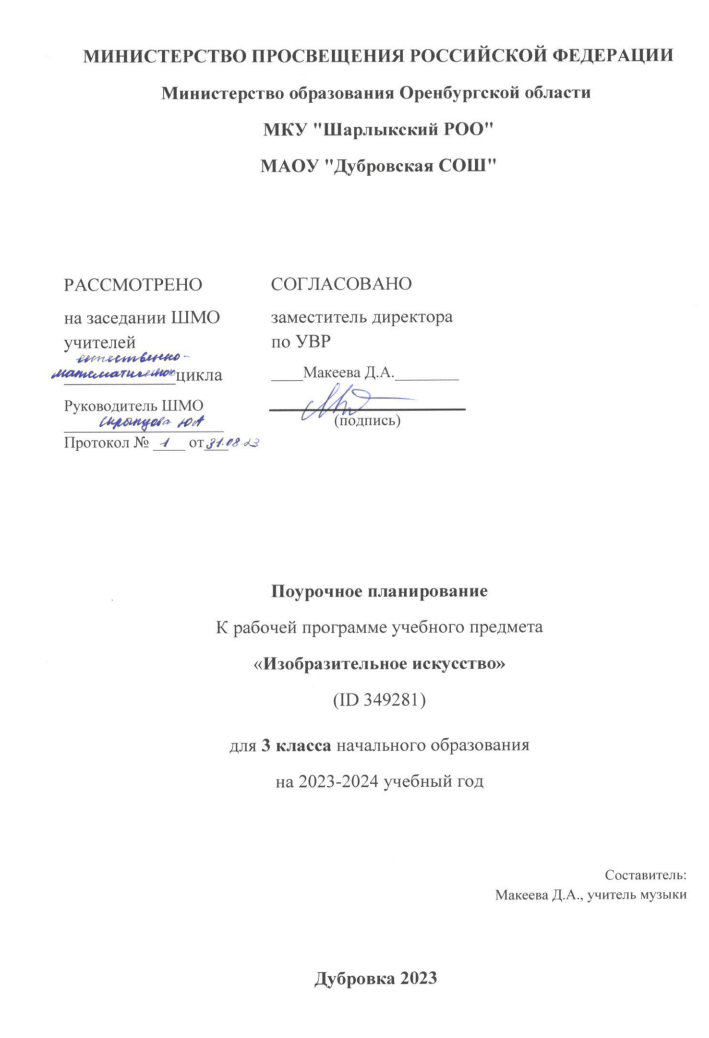 МИНИСТЕРСТВО ПРОСВЕЩЕНИЯ РОССИЙСКОЙ ФЕДЕРАЦИИ
Министерство образования Оренбургской области
МКУ "Шарлыкский РОО"
МАОУ "Дубровская СОШ"
РАССМОТРЕНО
на заседании ШМО
учителей
естественно-
математического цикла
Руководитель ШМО
Протокол № 1 от 31.08.23
СОГЛАСОВАНО
заместитель директора
по УВР
Макеева Д.А.
(подпись)
Поурочное планирование
К рабочей программе учебного предмета
«Изобразительное искусство»
(ID 349281)
для 3 класса начального образования
на 2023-2024 учебный год
Составитель:
Макеева Д.А., учитель музыки
Дубровка 2023